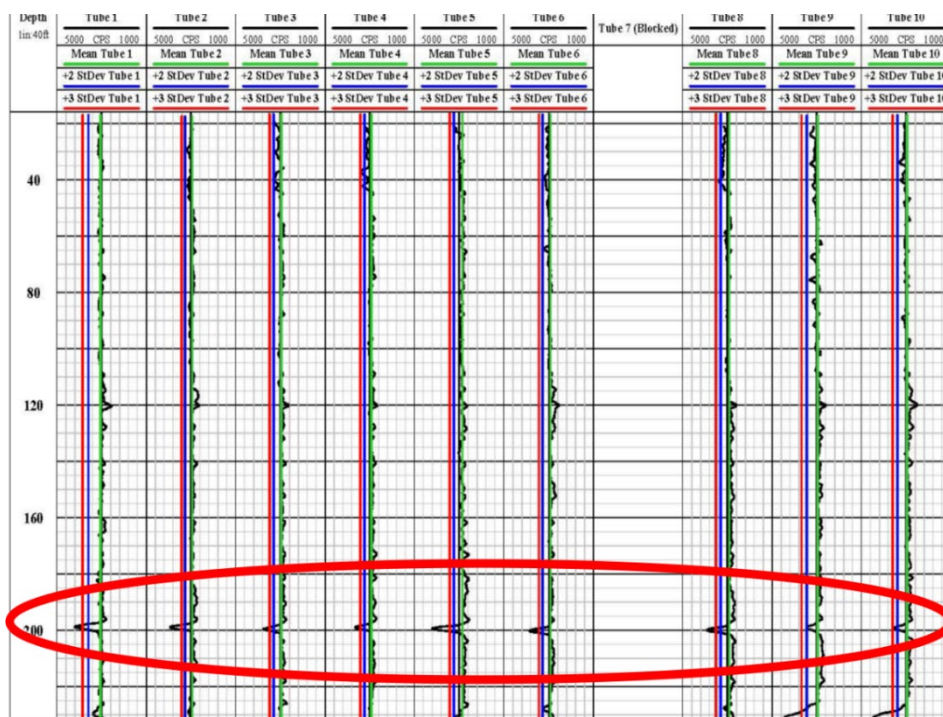 Depth Tube 1 Tube 2 Tube 3 Tube 4 Tube 5 Tube 6 Tube 7 (Blocked) Tube 8 Tube 9 Tube 10
1in:40ft 5000 CPS 1000 5000 CPS 1000 5000 CPS 1000 5000 CPS 1000 5000 CPS 1000 5000 CPS 1000 5000 CPS 1000 5000 CPS 1000 5000 CPS 1000
Mean Tube 1 Mean Tube 2 Mean Tube 3 Mean Tube 4 Mean Tube 5 Mean Tube 6 Mean Tube 8 Mean Tube 9 Mean Tube 10
+2 StDev Tube 1 +2 StDev Tube 2 +2 StDev Tube 3 +2 StDev Tube 4 +2 StDev Tube 5 +2 StDev Tube 6 +2 StDev Tube 8 +2 StDev Tube 9 +2 StDev Tube 10
+3 StDev Tube 1 +3 StDev Tube 2 +3 StDev Tube 3 +3 StDev Tube 4 +3 StDev Tube 5 +3 StDev Tube 6 +3 StDev Tube 8 +3 StDev Tube 9 +3 StDev Tube 10
40
80
120
160
200